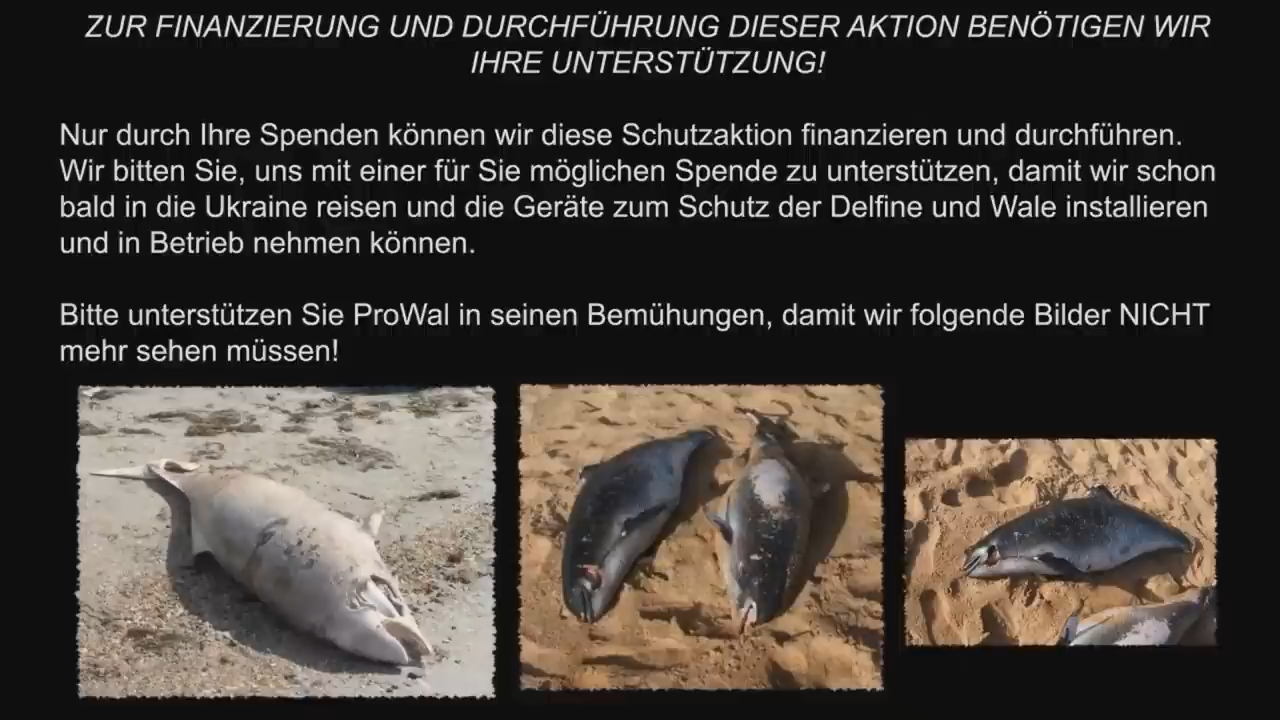 ZUR FINANZIERUNG UND DURCHFÜHRUNG DIESER AKTION BENÖTIGEN WIR
IHRE UNTERSTÜTZUNG!
Nur durch Ihre Spenden können wir diese Schutzaktion finanzieren und durchführen.
Wir bitten Sie, uns mit einer für Sie möglichen Spende zu unterstützen, damit wir schon
bald in die Ukraine reisen und die Geräte zum Schutz der Delfine und Wale installieren
und in Betrieb nehmen können.
Bitte unterstützen Sie ProWal in seinen Bemühungen, damit wir folgende Bilder NICHT
mehr sehen müssen!